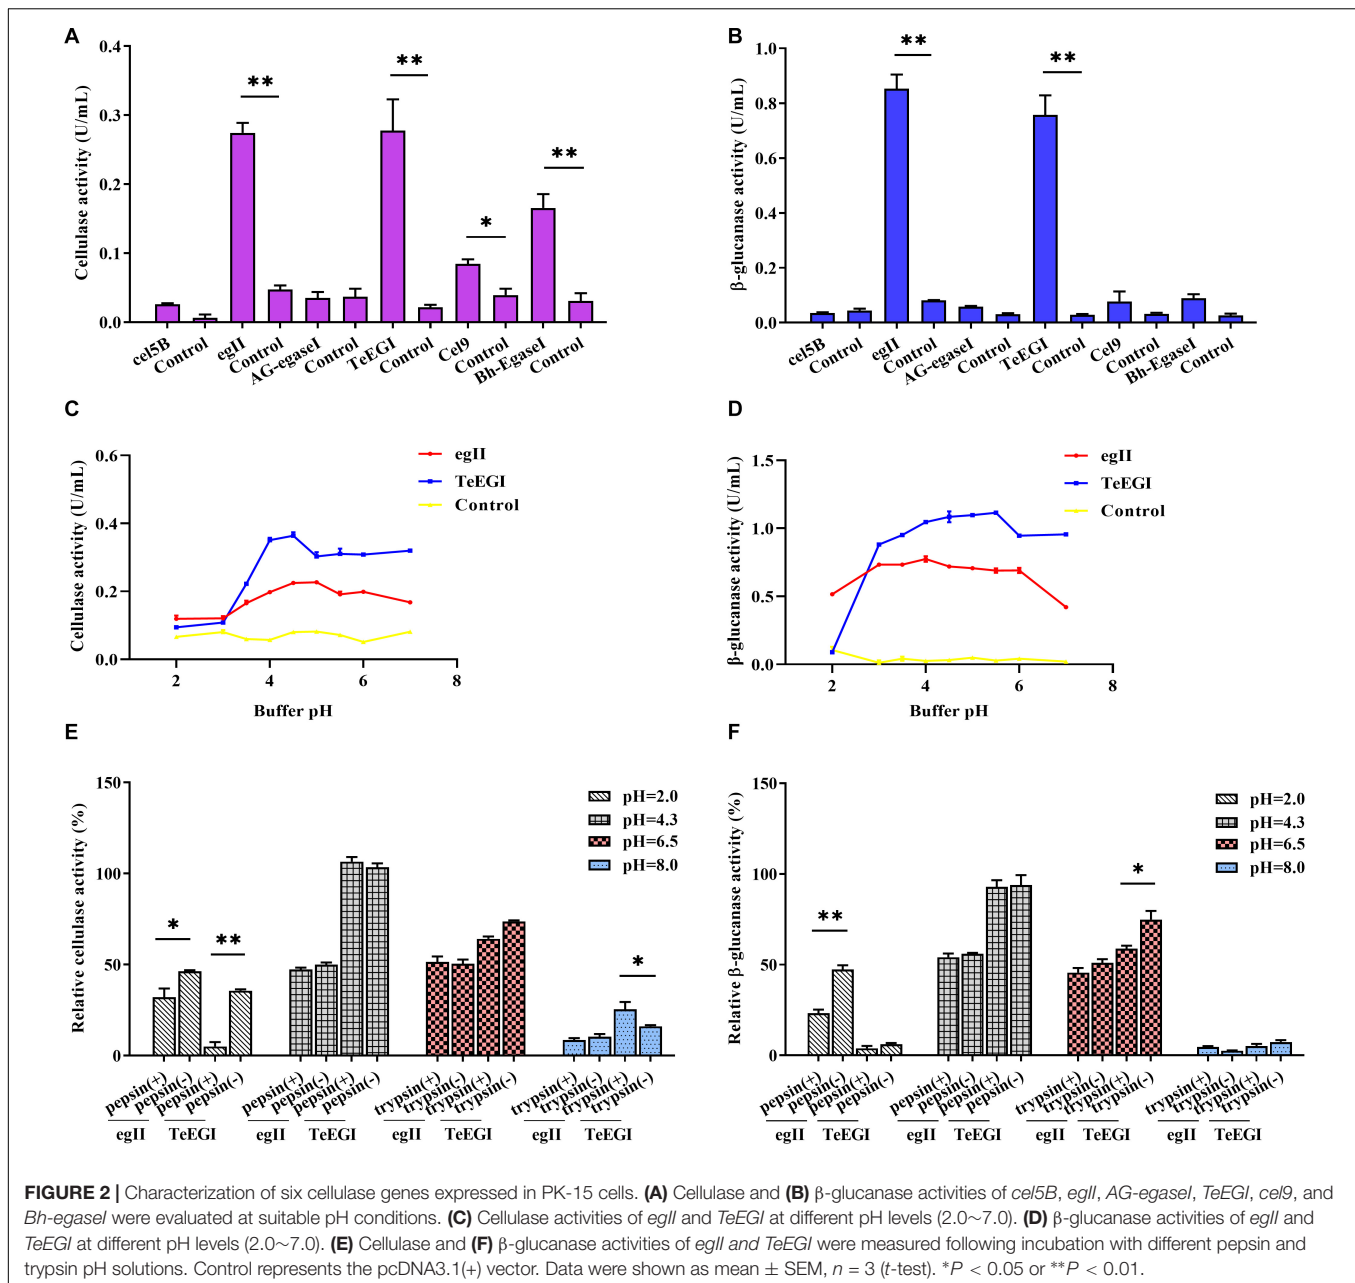 A
Cellulase activity (U/mL)
0.4
0.3
0.2
0.1
0.0
** ** * **
cel5B Control egII Control AG-egaseI Control TeEGI Control Cel9 Control Bh-EgaseI Control
B
β-glucanase activity (U/mL)
1.0
0.8
0.6
0.4
0.2
0.0
** **
cel5B Control egII Control AG-egaseI Control TeEGI Control Cel9 Control Bh-EgaseI Control
C
Cellulase activity (U/mL)
0.6
0.4
0.2
0.0
2 4 6 8
Buffer pH
egII
TeEGI
Control
D
β-glucanase activity (U/mL)
1.5
1.0
0.5
0.0
2 4 6 8
Buffer pH
egII
TeEGI
Control
E
Relative cellulase activity (%)
150
100
50
0
pH=2.0
pH=4.3
pH=6.5
pH=8.0
* ** *
pepsin(+) pepsin(-) pepsin(+) pepsin(-) pepsin(+) pepsin(-) pepsin(+) pepsin(-) trypsin(+) trypsin(-) trypsin(+) trypsin(-) trypsin(+) trypsin(-) trypsin(+) trypsin(-)
egII TeEGI egII TeEGI egII TeEGI egII TeEGI
F
Relative β-glucanase activity (%)
150
100
50
0
pH=2.0
pH=4.3
pH=6.5
pH=8.0
** *
pepsin(+) pepsin(-) pepsin(+) pepsin(-) pepsin(+) pepsin(-) pepsin(+) pepsin(-) trypsin(+) trypsin(-) trypsin(+) trypsin(-) trypsin(+) trypsin(-) trypsin(+) trypsin(-)
egII TeEGI egII TeEGI egII TeEGI egII TeEGI
FIGURE 2 | Characterization of six cellulase genes expressed in PK-15 cells. (A) Cellulase and (B) β-glucanase activities of cel5B, egII, AG-egaseI, TeEGI, cel9, and
Bh-egaseI were evaluated at suitable pH conditions. (C) Cellulase activities of egII and TeEGI at different pH levels (2.0~7.0). (D) β-glucanase activities of egII and
TeEGI at different pH levels (2.0~7.0). (E) Cellulase and (F) β-glucanase activities of egII and TeEGI were measured following incubation with different pepsin and
trypsin pH solutions. Control represents the pcDNA3.1(+) vector. Data were shown as mean ± SEM, n = 3 (t-test). *P < 0.05 or **P < 0.01.